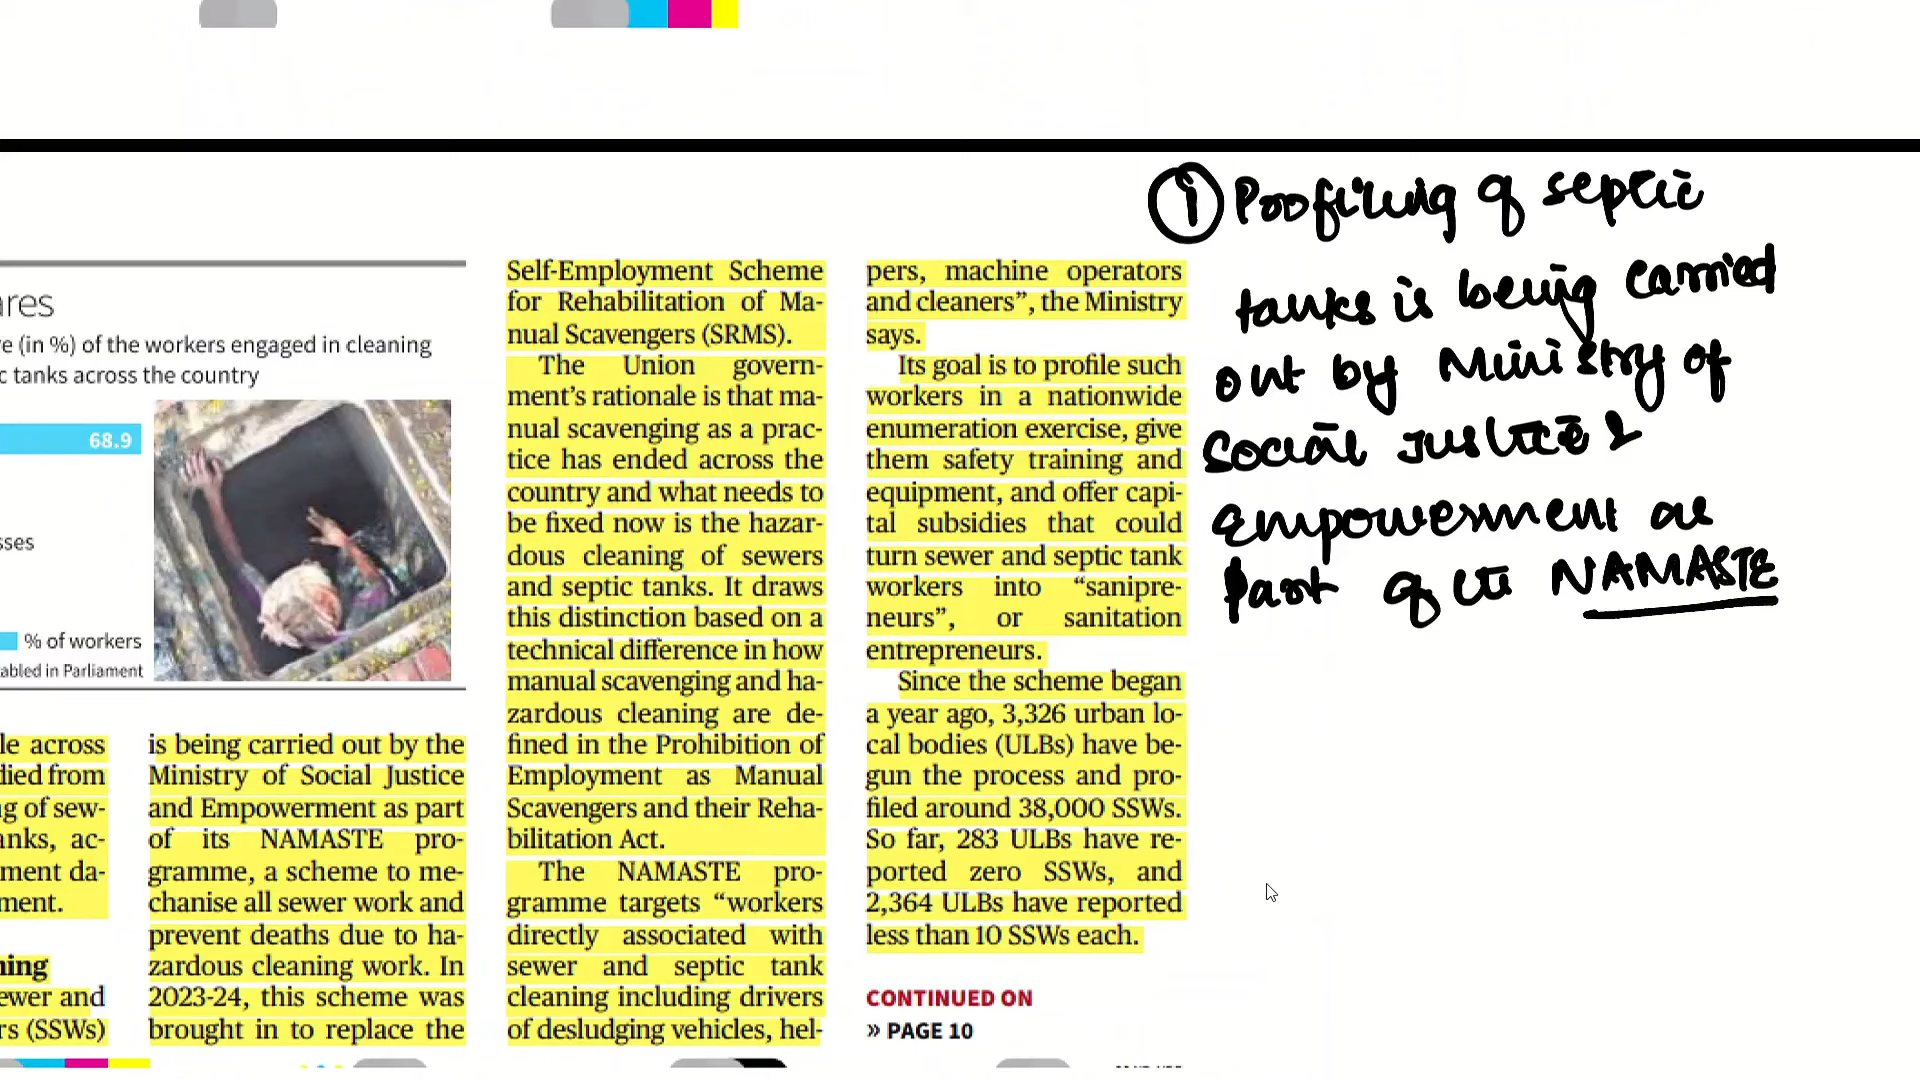 ares
e (in %) of the workers engaged in cleaning
c tanks across the country
68.9
sses
% of workers
abled in Parliament
le across
died from
g of sew-
anks, ac-
ment da-
ment.
ning
ewer and
rs (SSWs)
is being carried out by the
Ministry of Social Justice
and Empowerment as part
of its NAMASTE pro-
gramme, a scheme to me-
chanise all sewer work and
prevent deaths due to ha-
zardous cleaning work. In
2023-24, this scheme was
brought in to replace the
Self-Employment Scheme
for Rehabilitation of Ma-
nual Scavengers (SRMS).
The Union govern-
ment's rationale is that ma-
nual scavenging as a prac-
tice has ended across the
country and what needs to
be fixed now is the hazar-
dous cleaning of sewers
and septic tanks. It draws
this distinction based on a
technical difference in how
manual scavenging and ha-
zardous cleaning are de-
fined in the Prohibition of
Employment as Manual
Scavengers and their Reha-
bilitation Act.
The NAMASTE pro-
gramme targets “workers
directly associated with
sewer and septic tank
cleaning including drivers
of desludging vehicles, hel-
pers, machine operators
and cleaners”, the Ministry
says.
Its goal is to profile such
workers in a nationwide
enumeration exercise, give
them safety training and
equipment, and offer capi-
tal subsidies that could
turn sewer and septic tank
workers into “sanipre-
neurs”, or sanitation
entrepreneurs.
Since the scheme began
a year ago, 3,326 urban lo-
cal bodies (ULBs) have be-
gun the process and pro-
filed around 38,000 SSWs.
So far, 283 ULBs have re-
ported zero SSWs, and
2,364 ULBs have reported
less than 10 SSWs each.
CONTINUED ON
» PAGE 10
① Profiling of septic
tanks is being carried
out by Ministry of
Social Justice &
Empowerment as
part of its NAMASTE